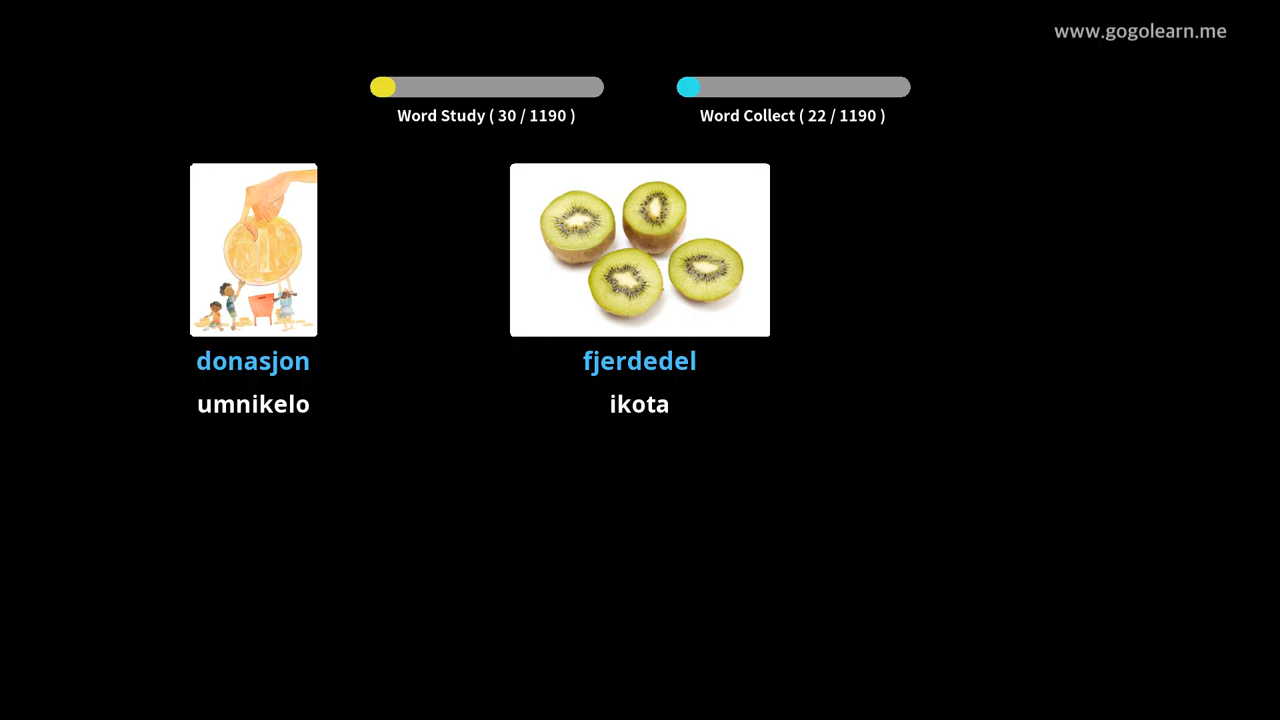 www.gogolearn.me
Word Study ( 30 / 1190 )
Word Collect ( 22 / 1190 )
donasjon
umnikelo
fjerdedel
ikota